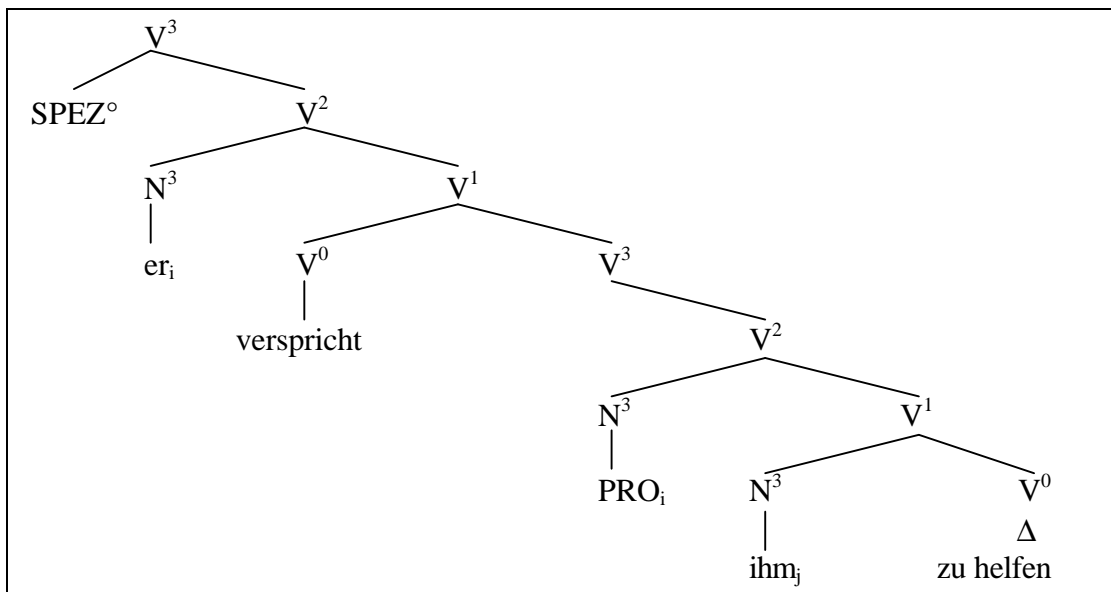 V³
SPEZ° V²
N³ V¹
erᵢ V⁰ V³
verspricht V²
N³ V¹
PROᵢ N³ V⁰
Δ
ihmⱼ zu helfen